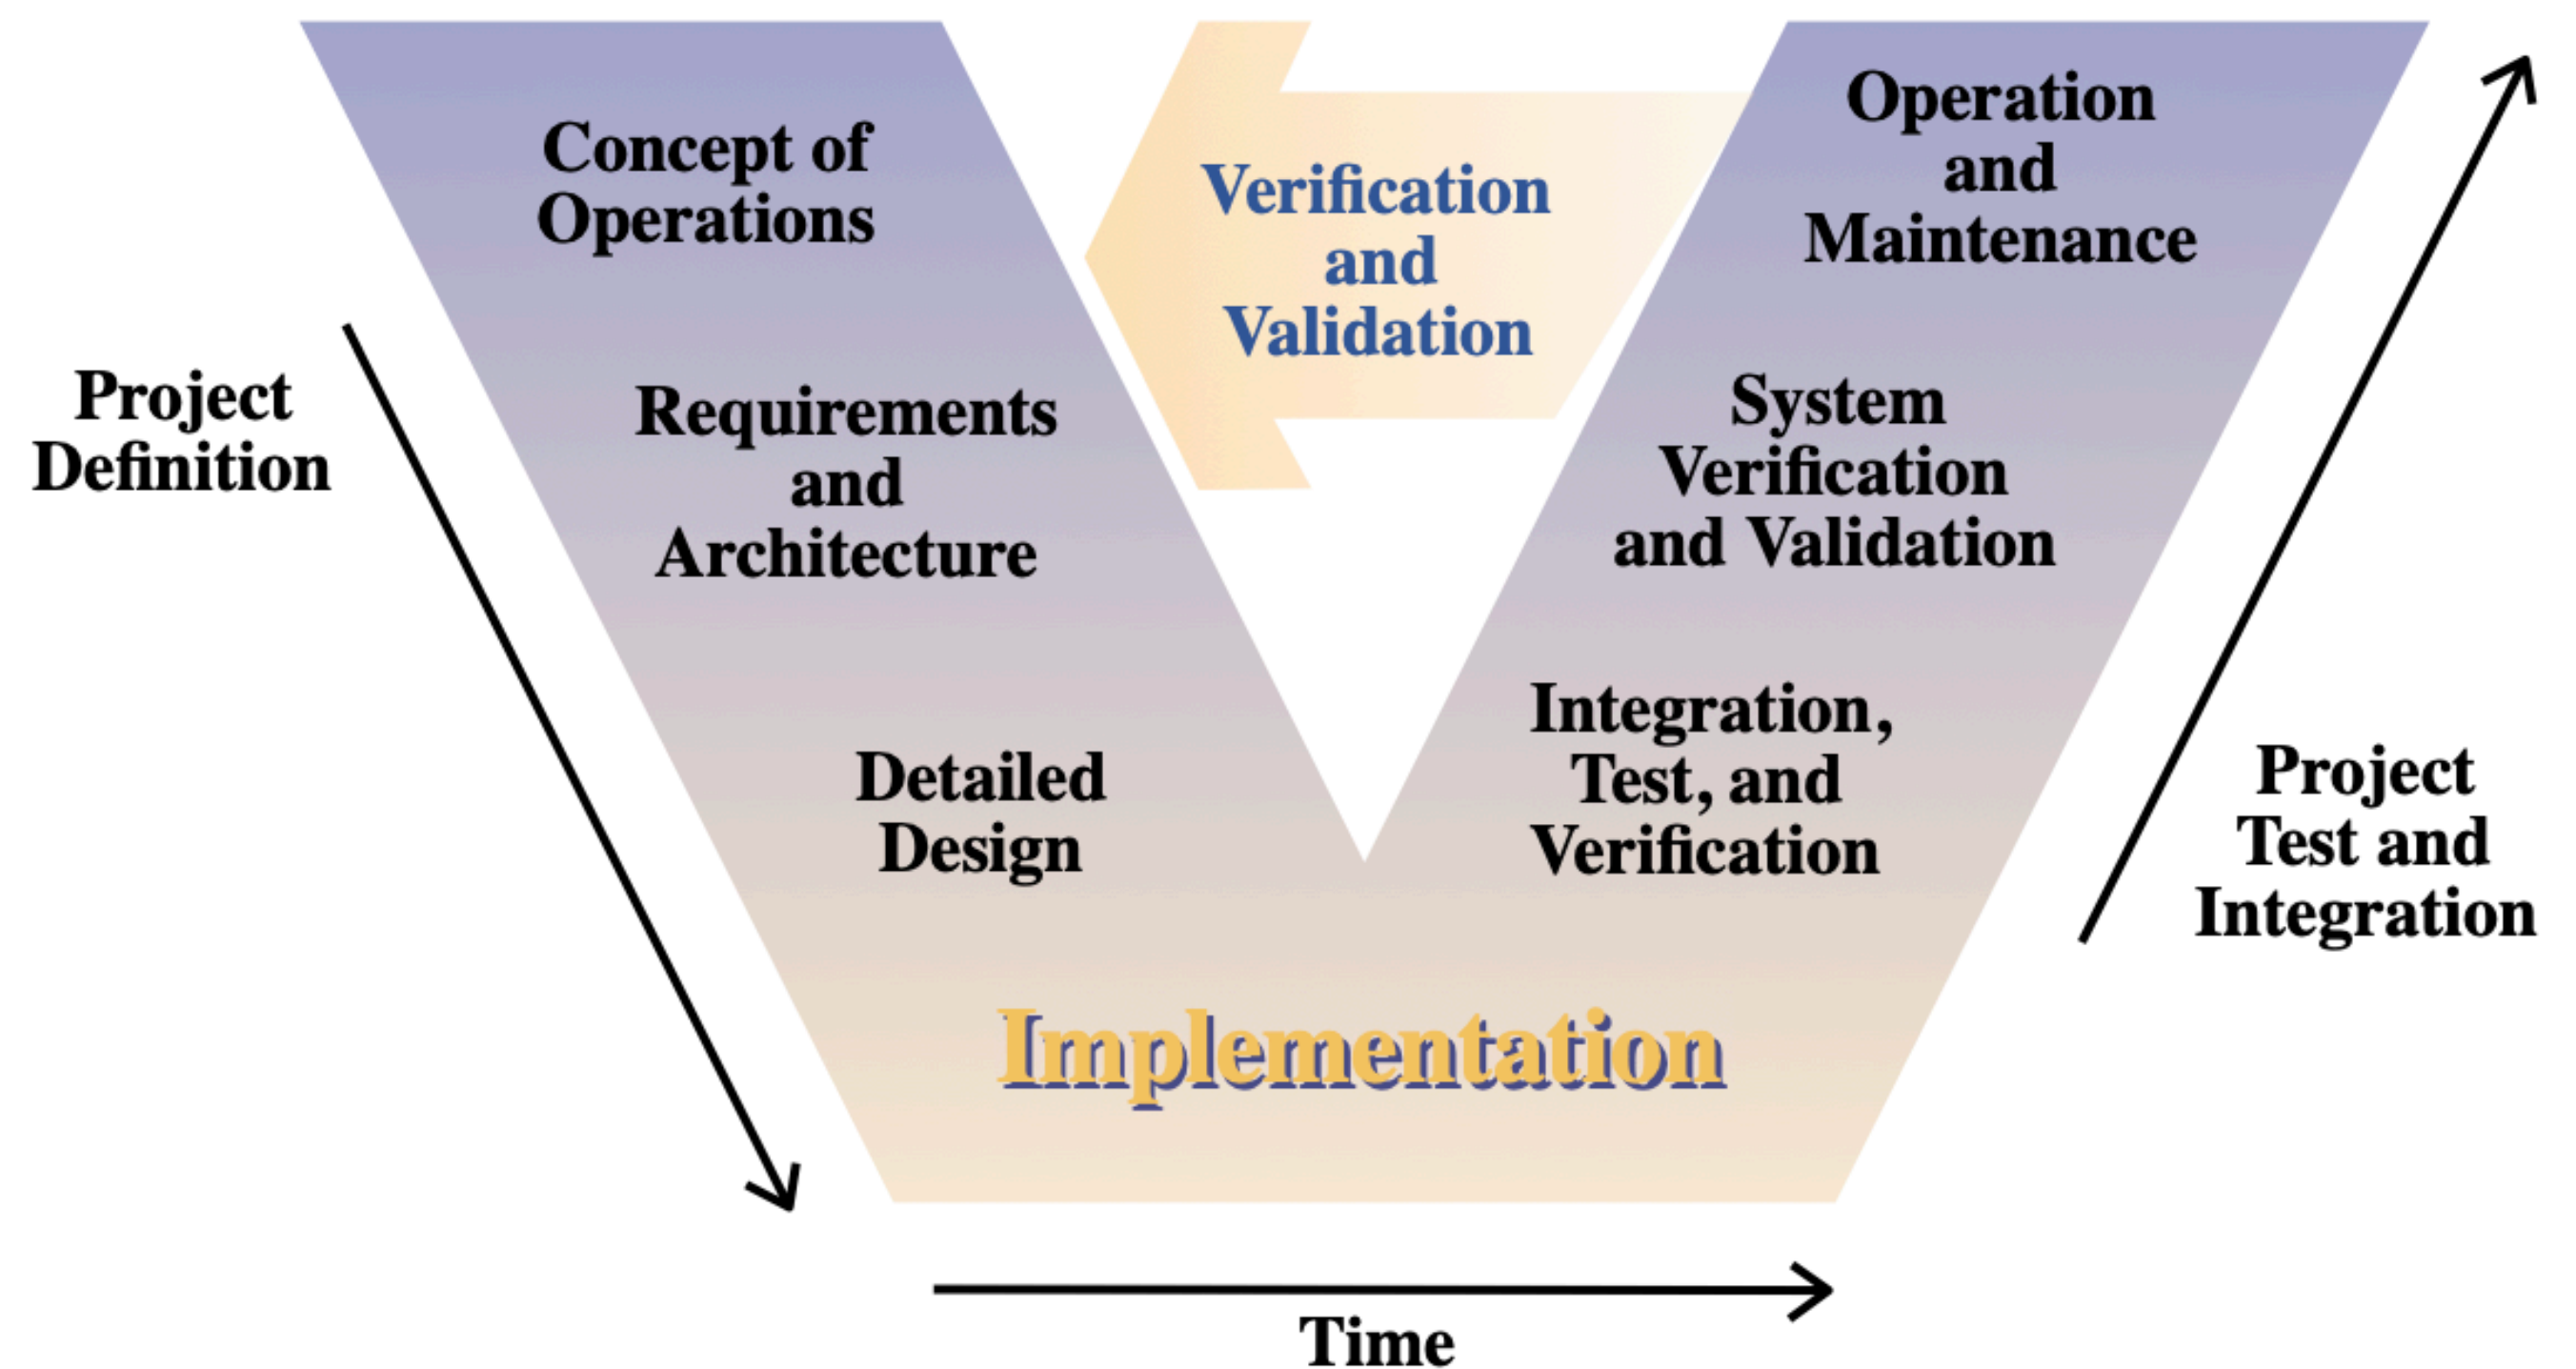 Concept of
Operations
Verification
and
Validation
Operation
and
Maintenance
Project
Definition
Requirements
and
Architecture
System
Verification
and Validation
Detailed
Design
Integration,
Test, and
Verification
Project
Test and
Integration
Implementation
Time